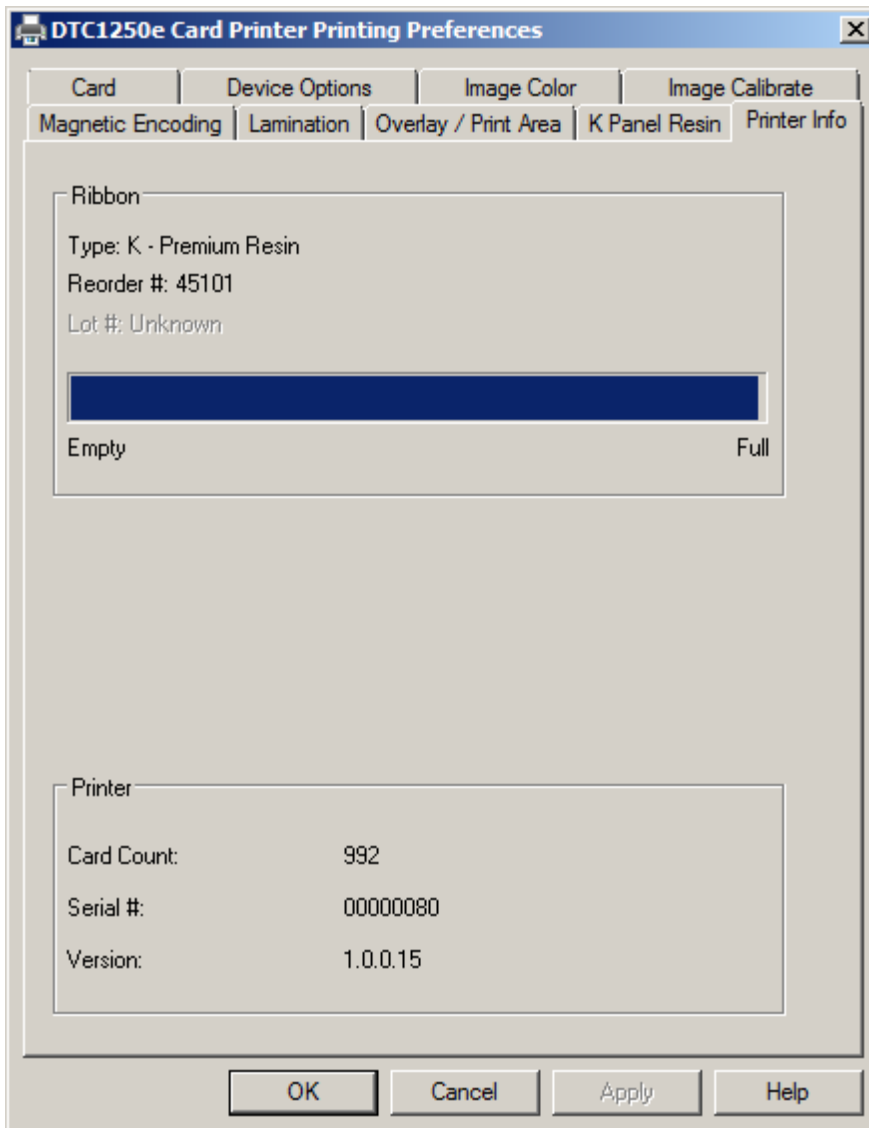 DTC1250e Card Printer Printing Preferences
Card Device Options Image Color Image Calibrate
Magnetic Encoding Lamination Overlay / Print Area K Panel Resin Printer Info
Ribbon
Type: K - Premium Resin
Reorder #: 45101
Lot #: Unknown
Empty Full
Printer
Card Count: 992
Serial #: 00000080
Version: 1.0.0.15
OK Cancel Apply Help